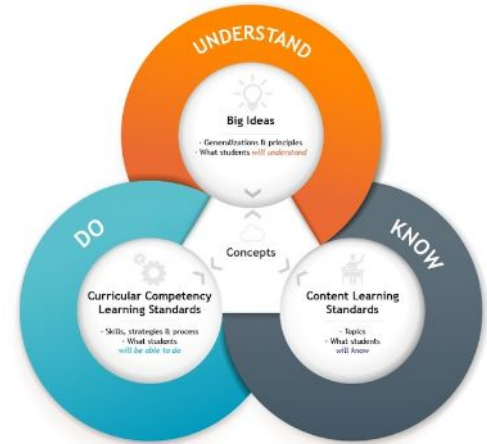 UNDERSTAND
Big Ideas
- Generalizations & principles
- What students will understand
DO
Concepts
KNOW
Curricular Competency
Learning Standards
- Skills, strategies & process
- What students
will be able to do
Content Learning
Standards
- Topics
- What students
will know